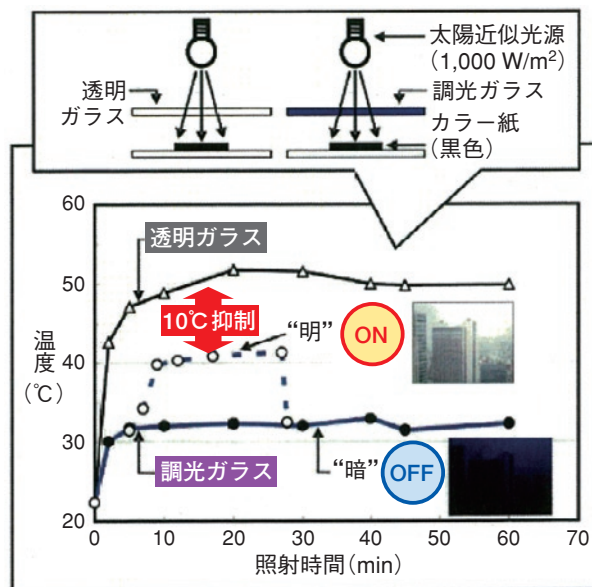 太陽近似光源
(1,000 W/m²)
透明
ガラス
調光ガラス
カラー紙
(黒色)
60
50
40
30
20
温度
(℃)
透明ガラス
10℃抑制
“明”
ON
調光ガラス
“暗”
OFF
0
10
20
30
40
50
60
70
照射時間(min)